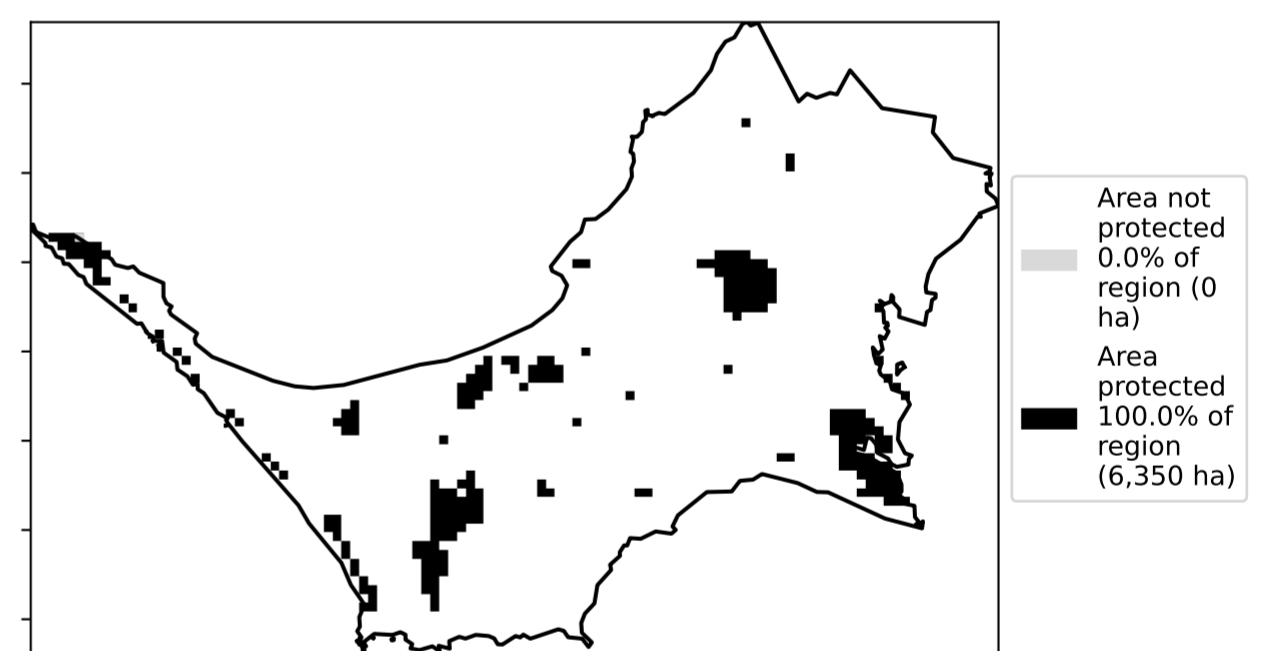 Area not
protected
0.0% of
region (0
ha)
Area
protected
100.0% of
region
(6,350 ha)